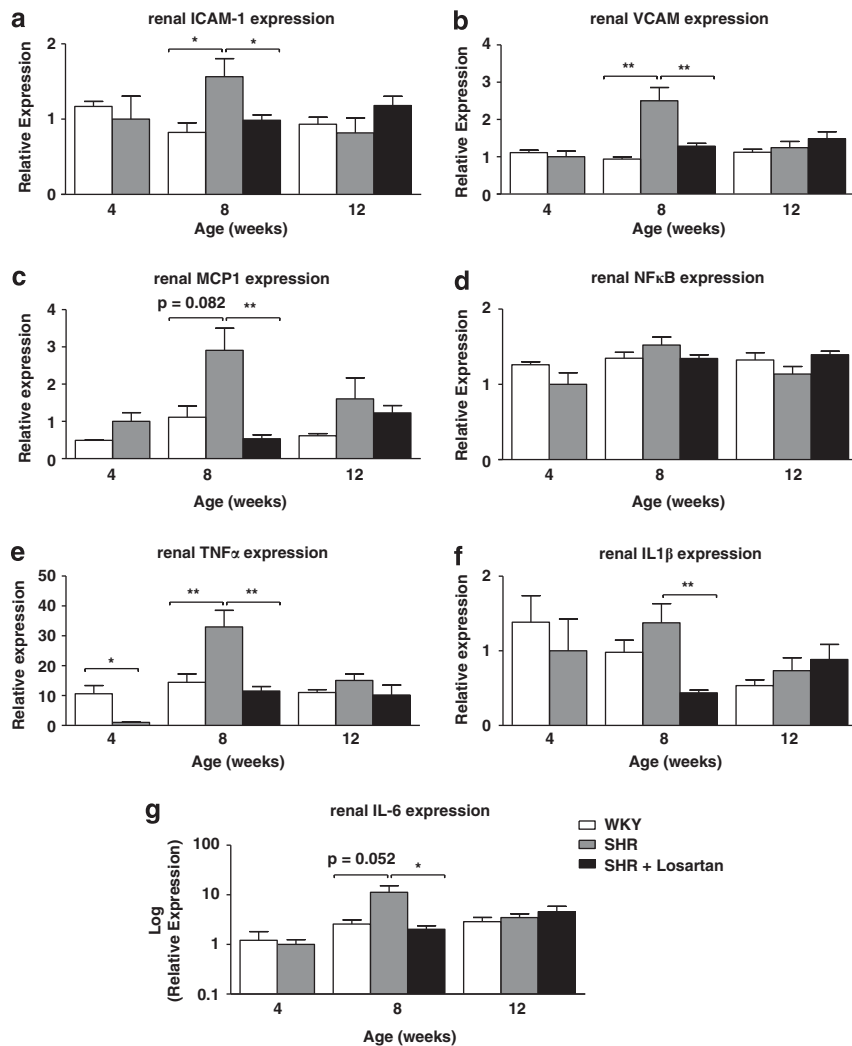 a
renal ICAM-1 expression
* *
2
1
0
Relative Expression
4 8 12
Age (weeks)
b
renal VCAM expression
** **
4
3
2
1
0
Relative Expression
4 8 12
Age (weeks)
c
renal MCP1 expression
p = 0.082 **
4
3
2
1
0
Relative expression
4 8 12
Age (weeks)
d
renal NFκB expression
2
1
0
Relative Expression
4 8 12
Age (weeks)
e
renal TNFα expression
* ** **
50
40
30
20
10
0
Relative expression
4 8 12
Age (weeks)
f
renal IL1β expression
**
2
1
0
Relative expression
4 8 12
Age (weeks)
g
renal IL-6 expression
p = 0.052 *
100
10
1
0.1
Log
(Relative Expression)
4 8 12
Age (weeks)
WKY
SHR
SHR + Losartan